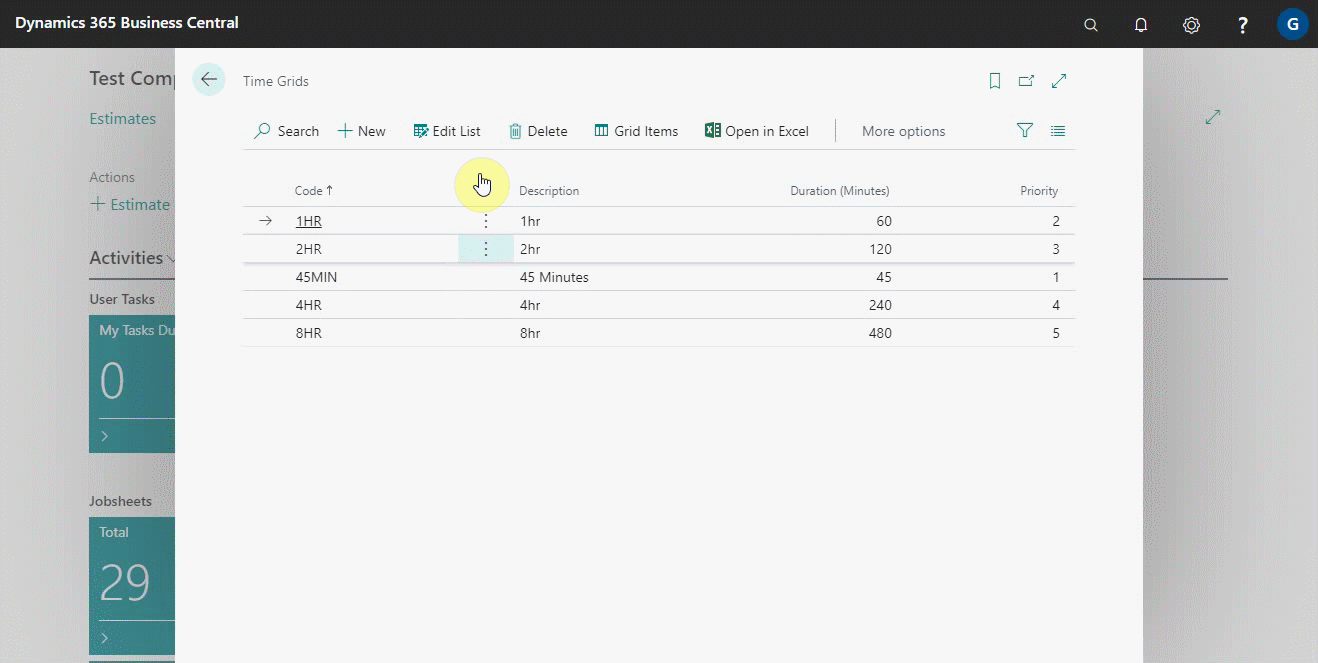 Dynamics 365 Business Central
? G
Test Comp
Estimates
Actions
+ Estimate
Activities
User Tasks
My Tasks Du
0
Jobsheets
Total
29
Time Grids
Search + New Edit List Delete Grid Items Open in Excel More options
Code ↑ Description Duration (Minutes) Priority
→ 1HR ⋮ 1hr 60 2
2HR ⋮ 2hr 120 3
45MIN 45 Minutes 45 1
4HR 4hr 240 4
8HR 8hr 480 5